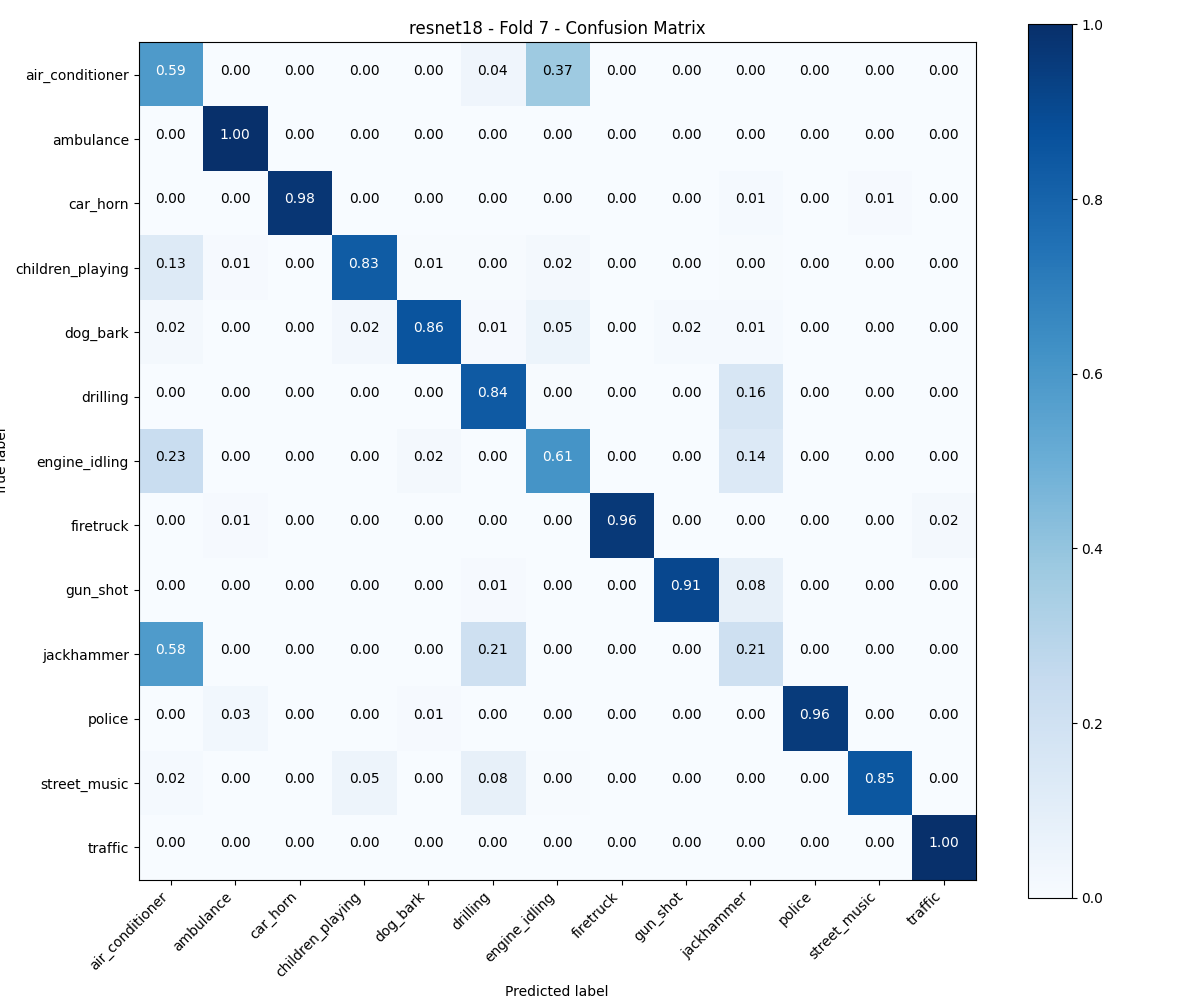 resnet18 - Fold 7 - Confusion Matrix
air_conditioner 0.59 0.00 0.00 0.00 0.00 0.04 0.37 0.00 0.00 0.00 0.00 0.00 0.00
ambulance 0.00 1.00 0.00 0.00 0.00 0.00 0.00 0.00 0.00 0.00 0.00 0.00 0.00
car_horn 0.00 0.00 0.98 0.00 0.00 0.00 0.00 0.00 0.00 0.01 0.00 0.01 0.00
children_playing 0.13 0.01 0.00 0.83 0.01 0.00 0.02 0.00 0.00 0.00 0.00 0.00 0.00
dog_bark 0.02 0.00 0.00 0.02 0.86 0.01 0.05 0.00 0.02 0.01 0.00 0.00 0.00
drilling 0.00 0.00 0.00 0.00 0.00 0.84 0.00 0.00 0.00 0.16 0.00 0.00 0.00
engine_idling 0.23 0.00 0.00 0.00 0.02 0.00 0.61 0.00 0.00 0.14 0.00 0.00 0.00
firetruck 0.00 0.01 0.00 0.00 0.00 0.00 0.00 0.96 0.00 0.00 0.00 0.00 0.02
gun_shot 0.00 0.00 0.00 0.00 0.00 0.01 0.00 0.00 0.91 0.08 0.00 0.00 0.00
jackhammer 0.58 0.00 0.00 0.00 0.00 0.21 0.00 0.00 0.00 0.21 0.00 0.00 0.00
police 0.00 0.03 0.00 0.00 0.01 0.00 0.00 0.00 0.00 0.00 0.96 0.00 0.00
street_music 0.02 0.00 0.00 0.05 0.00 0.08 0.00 0.00 0.00 0.00 0.00 0.85 0.00
traffic 0.00 0.00 0.00 0.00 0.00 0.00 0.00 0.00 0.00 0.00 0.00 0.00 1.00
air_conditioner ambulance car_horn children_playing dog_bark drilling engine_idling firetruck gun_shot jackhammer police street_music traffic
Predicted label
1.0
0.8
0.6
0.4
0.2
0.0